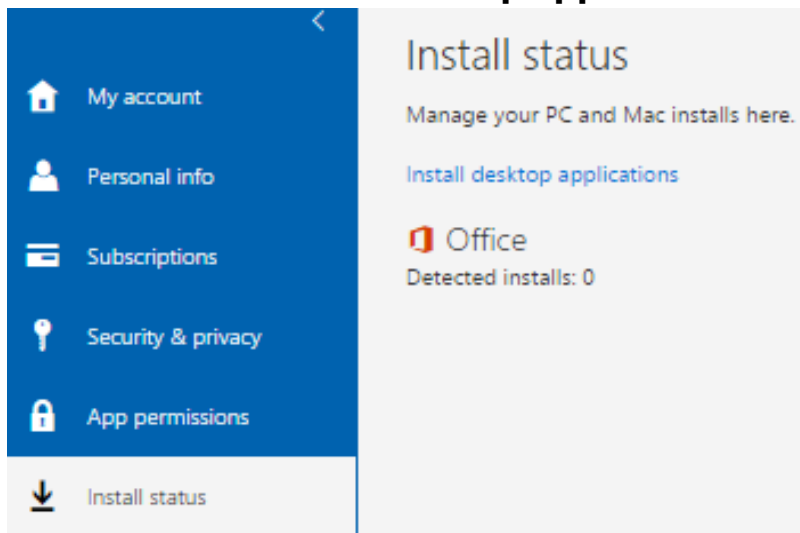 My account
Personal info
Subscriptions
Security & privacy
App permissions
Install status
Install status
Manage your PC and Mac installs here.
Install desktop applications
Office
Detected installs: 0